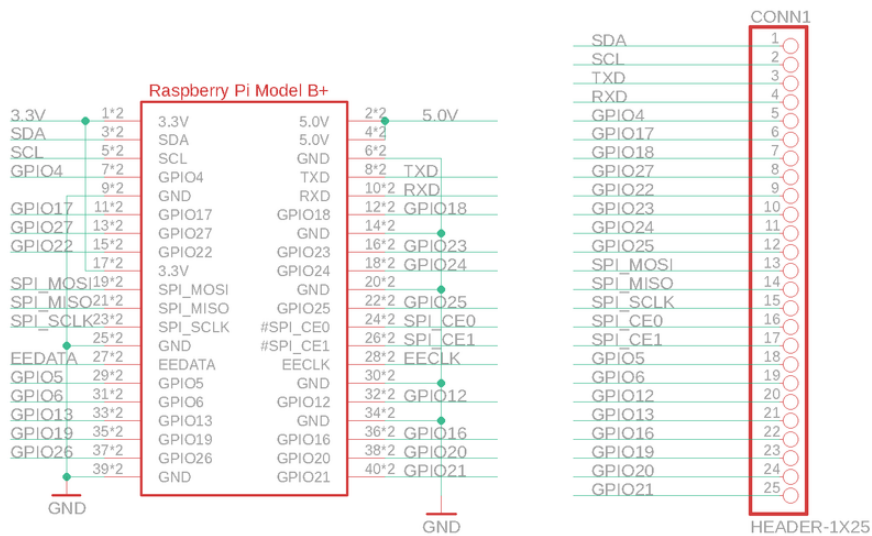 CONN1
Raspberry Pi Model B+
3.3V 1*2 3.3V 5.0V 2*2 5.0V
SDA 3*2 SDA 5.0V 4*2
SCL 5*2 SCL GND 6*2
GPIO4 7*2 GPIO4 TXD 8*2 TXD
9*2 GND RXD 10*2 RXD
GPIO17 11*2 GPIO17 GPIO18 12*2 GPIO18
GPIO27 13*2 GPIO27 GND 14*2
GPIO22 15*2 GPIO22 GPIO23 16*2 GPIO23
17*2 3.3V GPIO24 18*2 GPIO24
SPI_MOSI 19*2 SPI_MOSI GND 20*2
SPI_MISO 21*2 SPI_MISO GPIO25 22*2 GPIO25
SPI_SCLK 23*2 SPI_SCLK #SPI_CE0 24*2 SPI_CE0
25*2 GND #SPI_CE1 26*2 SPI_CE1
EEDATA 27*2 EEDATA EECLK 28*2 EECLK
GPIO5 29*2 GPIO5 GND 30*2
GPIO6 31*2 GPIO6 GPIO12 32*2 GPIO12
GPIO13 33*2 GPIO13 GND 34*2
GPIO19 35*2 GPIO19 GPIO16 36*2 GPIO16
GPIO26 37*2 GPIO26 GPIO20 38*2 GPIO20
39*2 GND GPIO21 40*2 GPIO21
GND
GND
SDA 1
SCL 2
TXD 3
RXD 4
GPIO4 5
GPIO17 6
GPIO18 7
GPIO27 8
GPIO22 9
GPIO23 10
GPIO24 11
GPIO25 12
SPI_MOSI 13
SPI_MISO 14
SPI_SCLK 15
SPI_CE0 16
SPI_CE1 17
GPIO5 18
GPIO6 19
GPIO12 20
GPIO13 21
GPIO16 22
GPIO19 23
GPIO20 24
GPIO21 25
HEADER-1X25